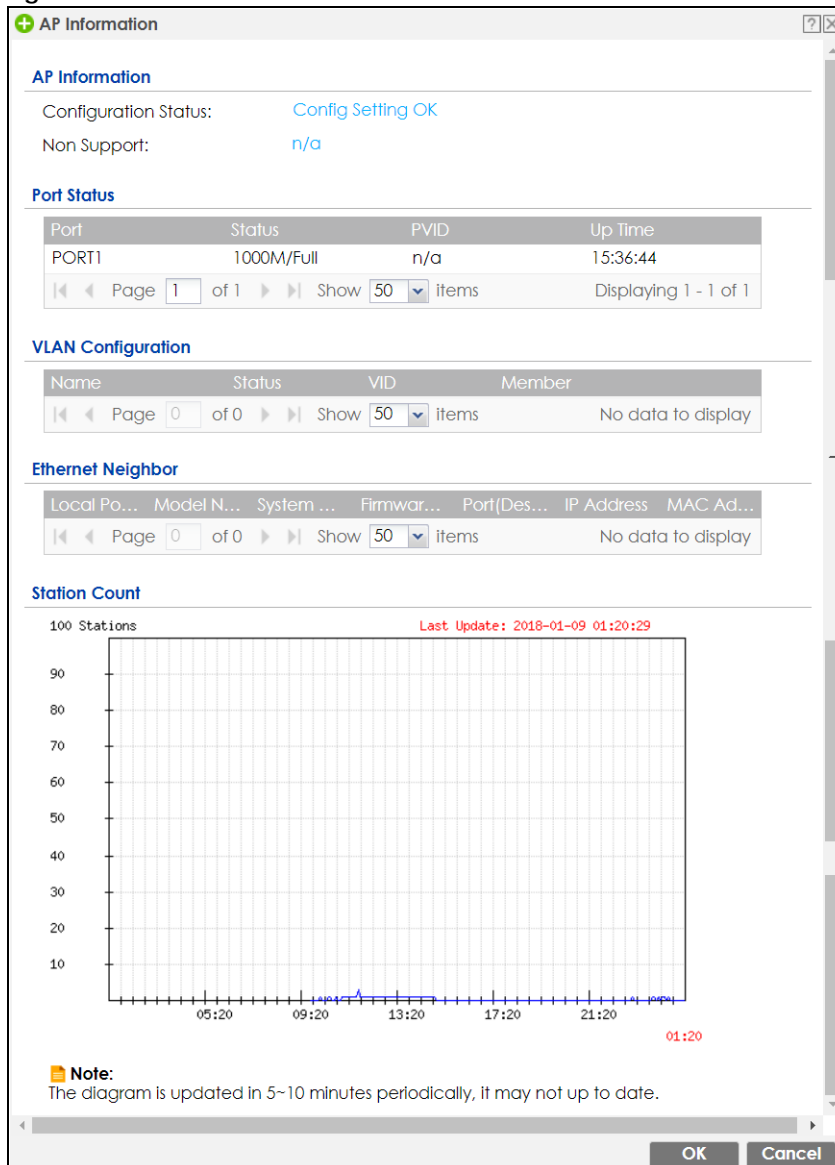 AP Information
AP Information
Configuration Status: Config Setting OK
Non Support: n/a
Port Status
Port Status PVID Up Time
PORT1 1000M/Full n/a 15:36:44
Page 1 of 1 Show 50 items Displaying 1 - 1 of 1
VLAN Configuration
Name Status VID Member
Page 0 of 0 Show 50 items No data to display
Ethernet Neighbor
Local Po... Model N... System ... Firmwar... Port(Des... IP Address MAC Ad...
Page 0 of 0 Show 50 items No data to display
Station Count
100 Stations Last Update: 2018-01-09 01:20:29
90
80
70
60
50
40
30
20
10
05:20 09:20 13:20 17:20 21:20
01:20
Note:
The diagram is updated in 5~10 minutes periodically, it may not up to date.
OK Cancel